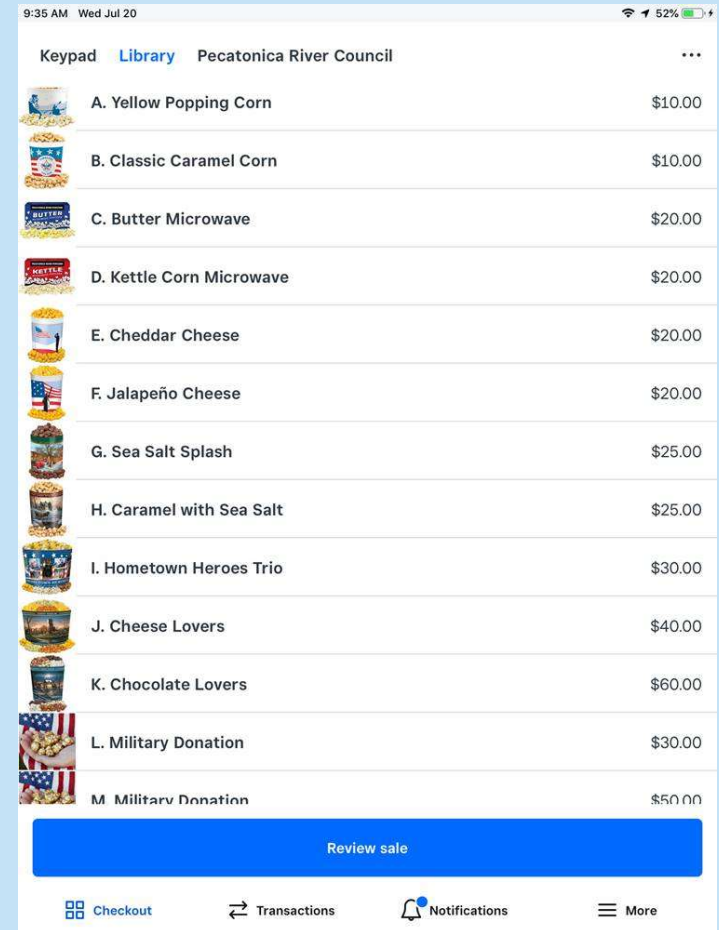 9:35 AM Wed Jul 20 52%
Keypad Library Pecatonica River Council
A. Yellow Popping Corn $10.00
B. Classic Caramel Corn $10.00
BUTTER
C. Butter Microwave $20.00
KETTLE
D. Kettle Corn Microwave $20.00
E. Cheddar Cheese $20.00
F. Jalapeño Cheese $20.00
G. Sea Salt Splash $25.00
H. Caramel with Sea Salt $25.00
I. Hometown Heroes Trio $30.00
J. Cheese Lovers $40.00
K. Chocolate Lovers $60.00
L. Military Donation $30.00
M. Military Donation $50.00
Review sale
Checkout Transactions Notifications More